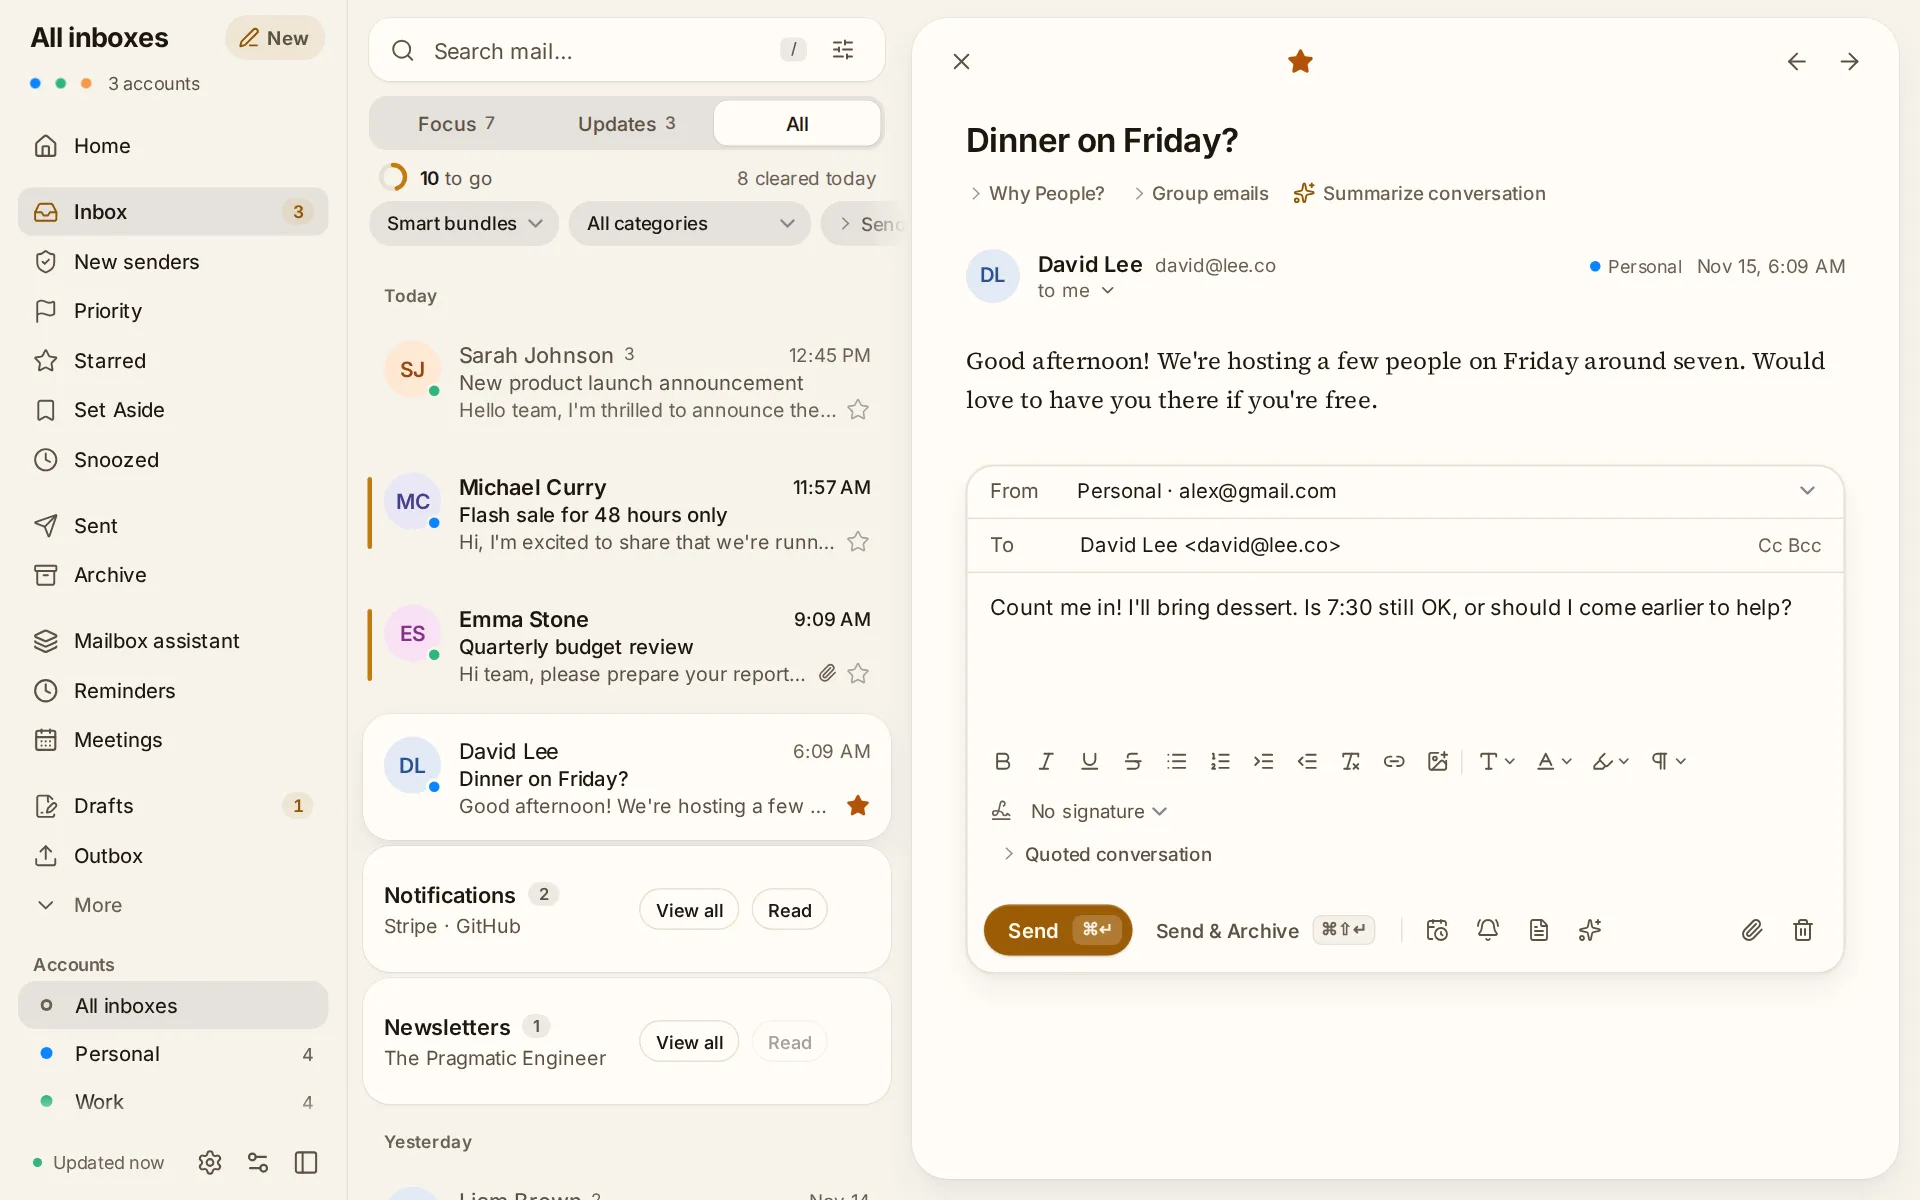 All inboxes
New
3 accounts
Home
Inbox 3
New senders
Priority
Starred
Set Aside
Snoozed
Sent
Archive
Mailbox assistant
Reminders
Meetings
Drafts 1
Outbox
More
Accounts
All inboxes
Personal 4
Work 4
Updated now
Search mail... /
Focus 7 Updates 3 All
10 to go 8 cleared today
Smart bundles All categories
Today
SJ
Sarah Johnson 3 12:45 PM
New product launch announcement
Hello team, I'm thrilled to announce the...
MC
Michael Curry 11:57 AM
Flash sale for 48 hours only
Hi, I'm excited to share that we're runn...
ES
Emma Stone 9:09 AM
Quarterly budget review
Hi team, please prepare your report...
DL
David Lee 6:09 AM
Dinner on Friday?
Good afternoon! We're hosting a few ...
Notifications 2
Stripe · GitHub
View all Read
Newsletters 1
The Pragmatic Engineer
View all Read
Yesterday
Liam Brown 2 Nov 14
Dinner on Friday?
Why People? Group emails Summarize conversation
DL
David Lee david@lee.co
to me
Personal Nov 15, 6:09 AM
Good afternoon! We're hosting a few people on Friday around seven. Would
love to have you there if you're free.
From Personal · alex@gmail.com
To David Lee <david@lee.co> Cc Bcc
Count me in! I'll bring dessert. Is 7:30 still OK, or should I come earlier to help?
No signature
Quoted conversation
Send ⌘↵ Send & Archive ⌘⇧↵